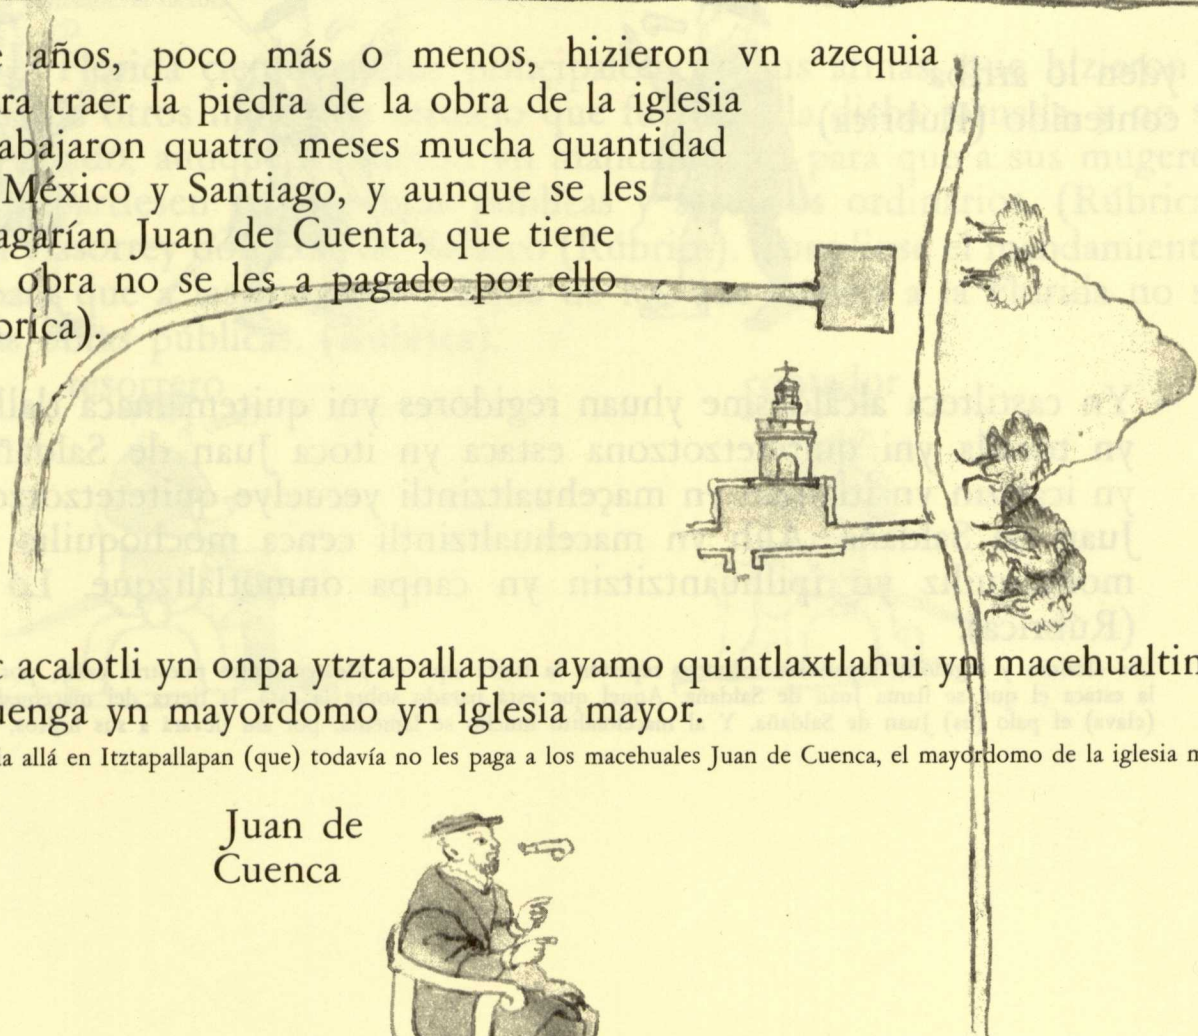 años, poco más o menos, hizieron vn azequia
ra traer la piedra de la obra de la iglesia
abajaron quatro meses mucha quantidad
México y Santiago, y aunque se les
agarían Juan de Cuenta, que tiene
obra no se les a pagado por ello
orica).
acalotli yn onpa ytztapallapan ayamo quintlaxtlahui yn macehualtin
uenga yn mayordomo yn iglesia mayor.
ia allá en Itztapallapan (que) todavía no les paga a los macehuales Juan de Cuenca, el mayordomo de la iglesia m
Juan de
Cuenca